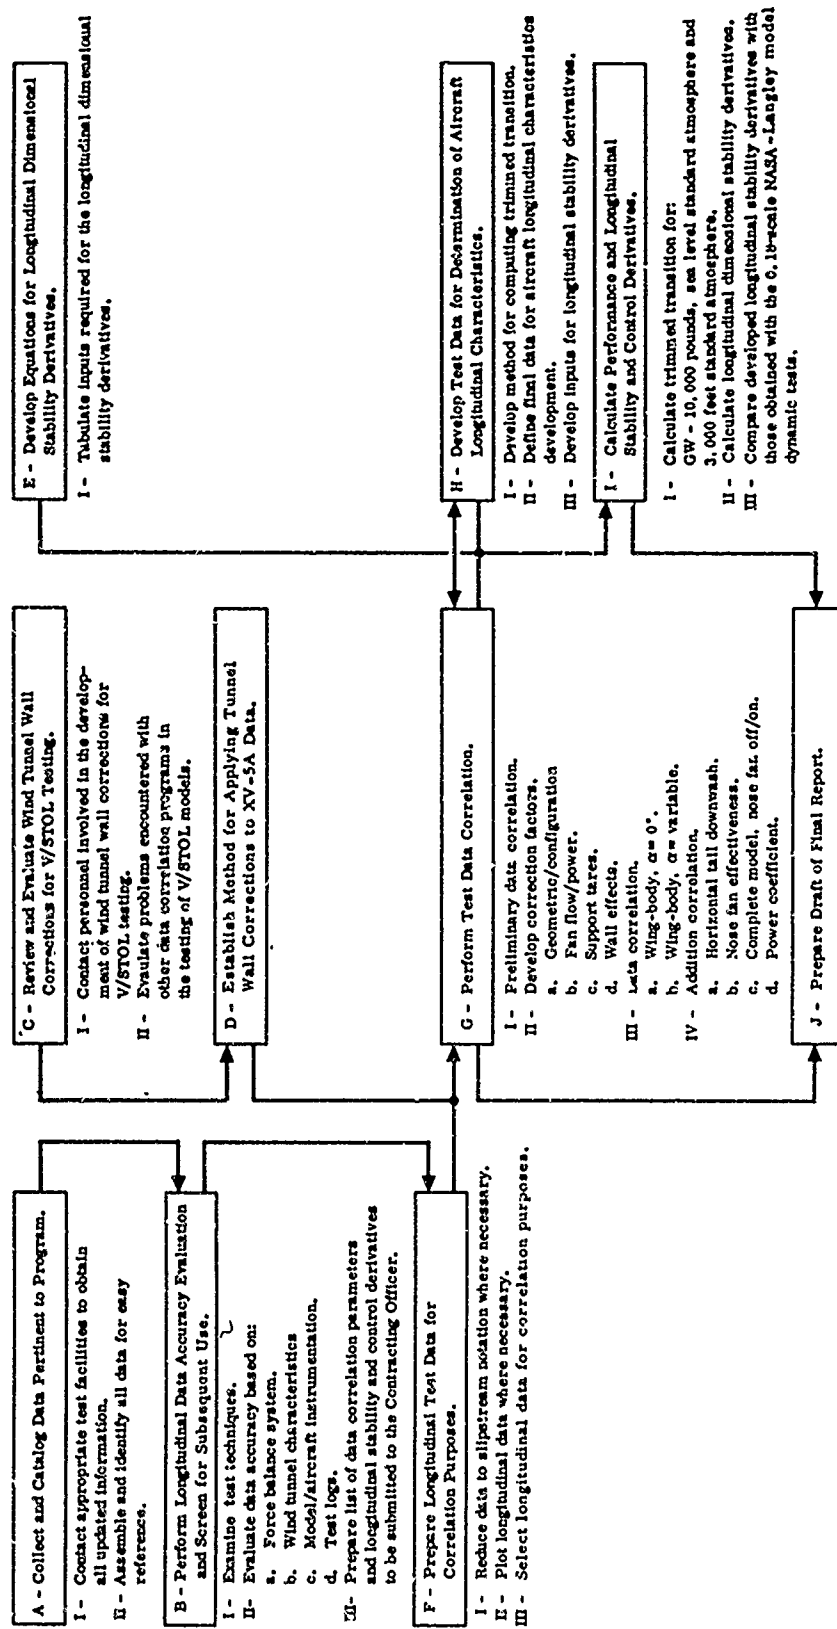 A - Collect and Catalog Data Pertinent to Program.
I - Contact appropriate test facilities to obtain
all updated information.
II - Assemble and identify all data for easy
reference.
B - Perform Longitudinal Data Accuracy Evaluation
and Screen for Subsequent Use.
I - Examine test techniques.
II- Evaluate data accuracy based on:
a. Force balance system.
b. Wind tunnel characteristics
c. Model/aircraft instrumentation.
d. Test logs.
III- Prepare list of data correlation parameters
and longitudinal stability and control derivatives
to be submitted to the Contracting Officer.
F - Prepare Longitudinal Test Data for
Correlation Purposes.
I - Reduce data to slipstream notation where necessary.
II - Plot longitudinal data where necessary.
III - Select longitudinal data for correlation purposes.
C - Review and Evaluate Wind Tunnel Wall
Corrections for V/STOL Testing.
I - Contact personnel involved in the develop-
ment of wind tunnel wall corrections for
V/STOL testing.
II - Evaulate problems encountered with
other data correlation programs in
the testing of V/STOL models.
D - Establish Method for Applying Tunnel
Wall Corrections to XV-5A Data.
G - Perform Test Data Correlation.
I - Preliminary data correlation.
II - Develop correction factors.
a. Geometric/configuration
b. Fan flow/power.
c. Support tares.
d. Wall effects.
III - Data correlation.
a. Wing-body, α = 0°.
b. Wing-body, α = variable.
IV - Addition correlation.
a. Horizontal tail downwash.
b. Nose fan effectiveness.
c. Complete model, nose fan off/on.
d. Power coefficient.
J - Prepare Draft of Final Report.
E - Develop Equations for Longitudinal Dimensional
Stability Derivatives.
I - Tabulate inputs required for the longitudinal dimensional
stability derivatives.
H - Develop Test Data for Determination of Aircraft
Longitudinal Characteristics.
I - Develop method for computing trimmed transition.
II - Define final data for aircraft longitudinal characteristics
development.
III - Develop inputs for longitudinal stability derivatives.
I - Calculate Performance and Longitudinal
Stability and Control Derivatives.
I - Calculate trimmed transition for:
GW - 10,000 pounds, sea level standard atmosphere and
3,000 feet standard atmosphere.
II - Calculate longitudinal dimensional stability derivatives.
III - Compare developed longitudinal stability derivatives with
those obtained with the 0.18-scale NASA-Langley model
dynamic tests.